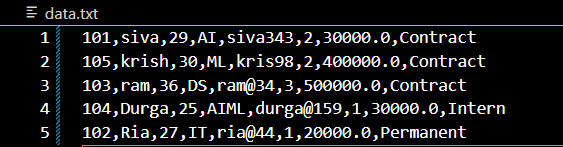 data.txt
1 101,siva,29,AI,siva343,2,30000.0,Contract
2 105,krish,30,ML,kris98,2,400000.0,Contract
3 103,ram,36,DS,ram@34,3,500000.0,Contract
4 104,Durga,25,AIML,durga@159,1,30000.0,Intern
5 102,Ria,27,IT,ria@44,1,20000.0,Permanent